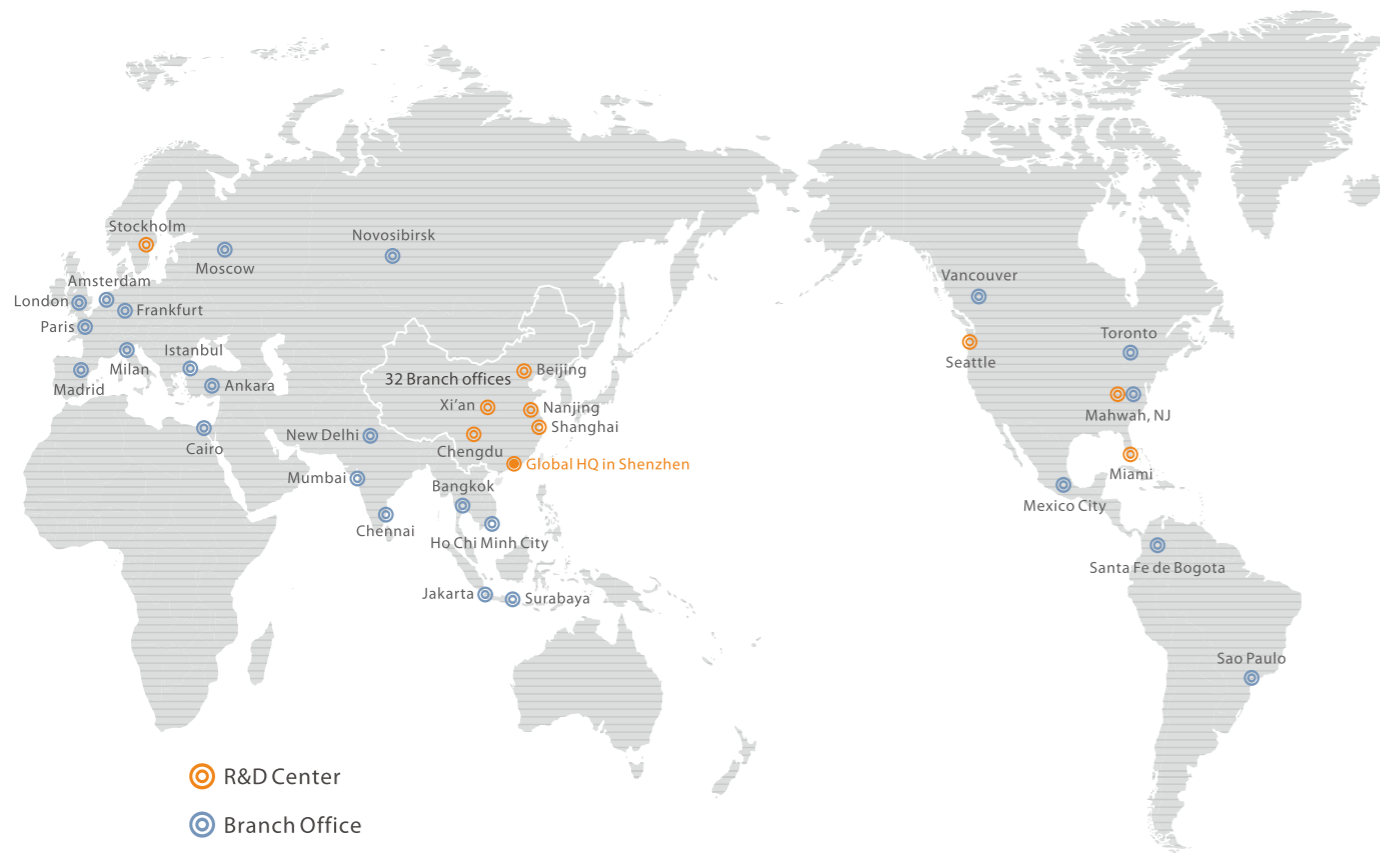 Stockholm
Novosibirsk
Moscow
Vancouver
Amsterdam
London
Frankfurt
Paris
Toronto
Istanbul
Seattle
Milan
Beijing
32 Branch offices
Madrid
Ankara
Xi'an
Nanjing
Mahwah, NJ
Shanghai
New Delhi
Cairo
Chengdu
Global HQ in Shenzhen
Miami
Mumbai
Bangkok
Mexico City
Chennai
Ho Chi Minh City
Santa Fe de Bogota
Jakarta
Surabaya
Sao Paulo
R&D Center
Branch Office